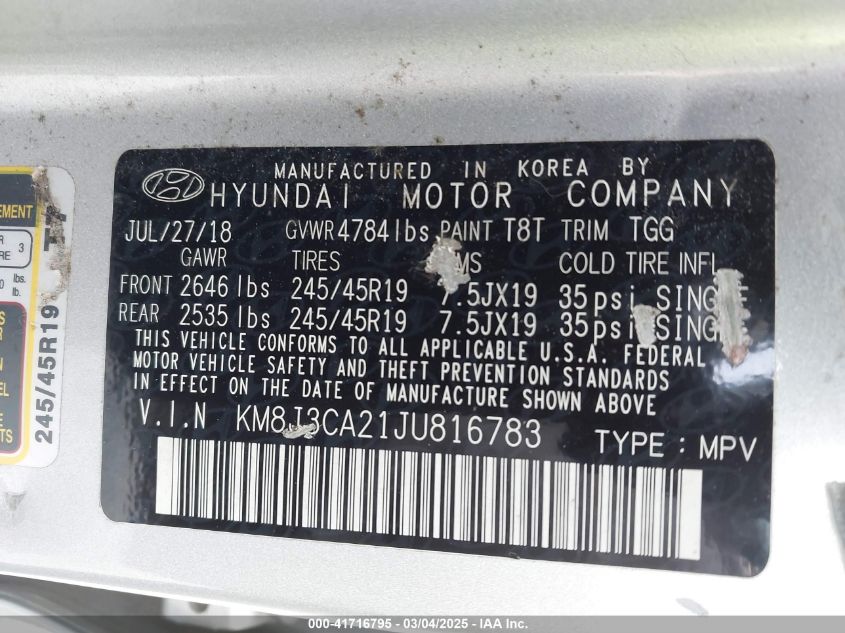 MANUFACTURED IN KOREA BY
HYUNDAI MOTOR COMPANY
JUL/27/18 GVWR 4784 lbs PAINT T8T TRIM TGG
GAWR TIRES COLD TIRE INFL
FRONT 2646 lbs 245/45R19 7.5JX19 35psi
REAR 2535 lbs 245/45R19 7.5JX19 35psi
THIS VEHICLE CONFORMS TO ALL APPLICABLE U.S.A. FEDERAL
MOTOR VEHICLE SAFETY AND THEFT PREVENTION STANDARDS
IN EFFECT ON THE DATE OF MANUFACTURE SHOWN ABOVE
V.I.N KM8J3CA21JU816783 TYPE : MPV
245/45R19
3
lbs.
lb.
000 - 41716795 - 03/04/2025 - IAA Inc.